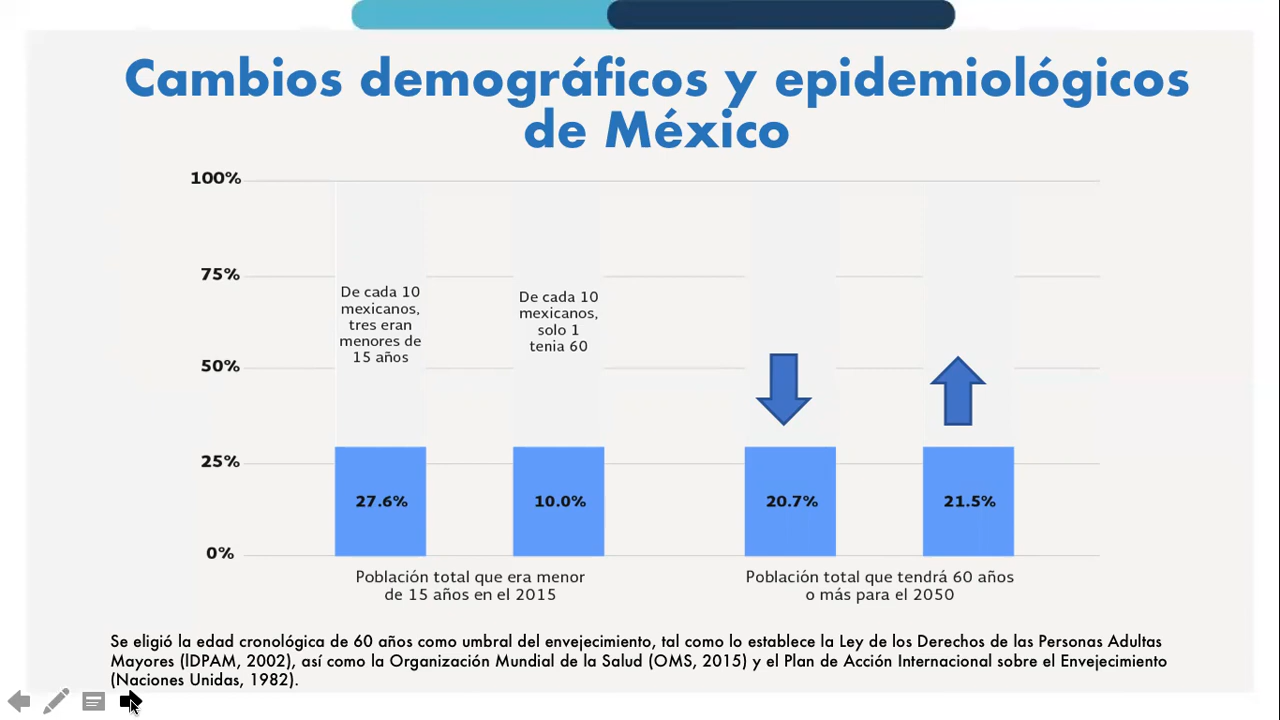 Cambios demográficos y epidemiológicos
de México
100%
75%
50%
25%
0%
De cada 10
mexicanos,
tres eran
menores de
15 años
De cada 10
mexicanos,
solo 1
tenia 60
27.6%
10.0%
20.7%
21.5%
Población total que era menor
de 15 años en el 2015
Población total que tendrá 60 años
o más para el 2050
Se eligió la edad cronológica de 60 años como umbral del envejecimiento, tal como lo establece la Ley de los Derechos de las Personas Adultas
Mayores (lDPAM, 2002), así como la Organización Mundial de la Salud (OMS, 2015) y el Plan de Acción Internacional sobre el Envejecimiento
(Naciones Unidas, 1982).